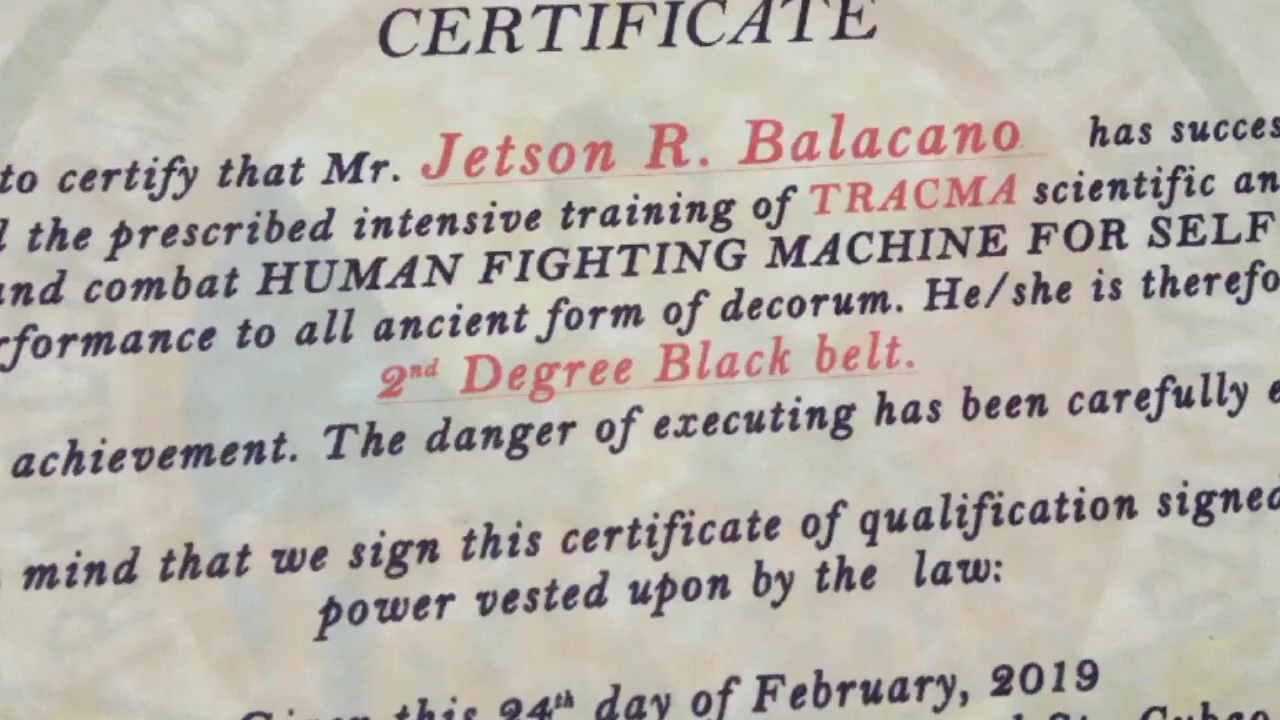 CERTIFICATE
to certify that Mr. Jetson R. Balacano has succes
the prescribed intensive training of TRACMA scientific an
and combat HUMAN FIGHTING MACHINE FOR SELF
rformance to all ancient form of decorum. He/she is therefo
2nd Degree Black belt.
achievement. The danger of executing has been carefully e
mind that we sign this certificate of qualification signed
power vested upon by the law:
Given this 24th day of February, 2019